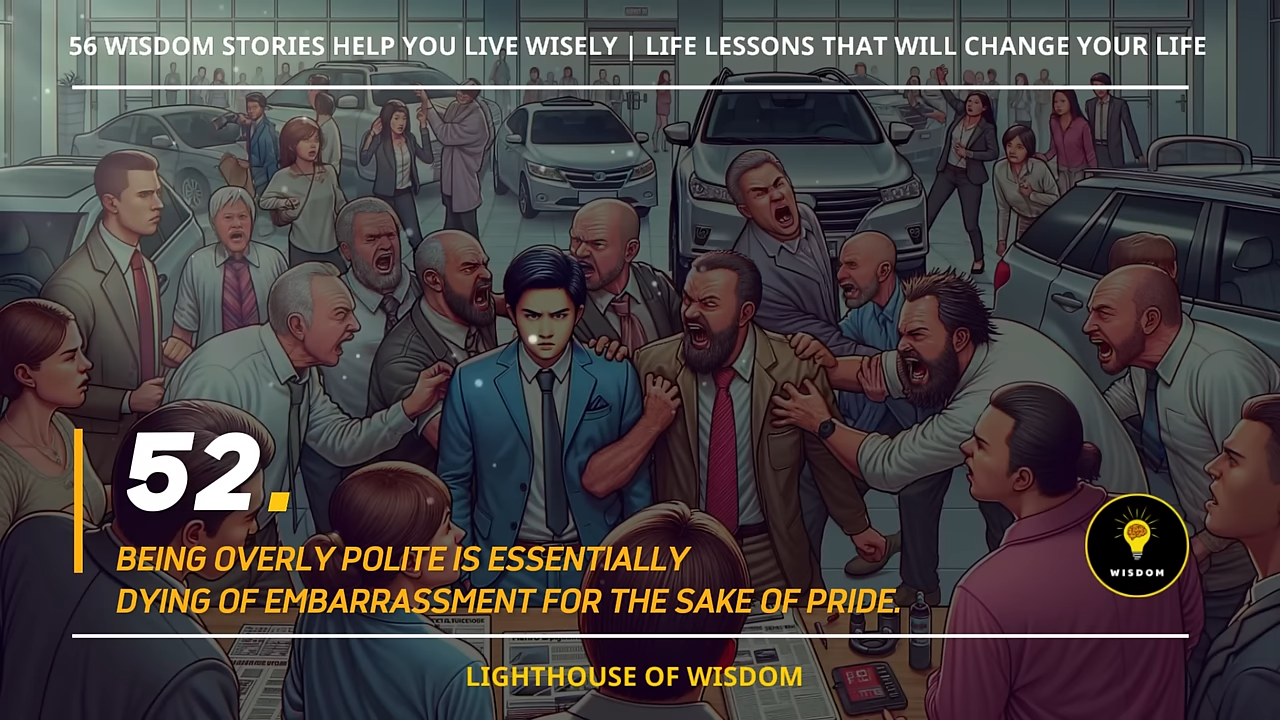 56 WISDOM STORIES HELP YOU LIVE WISELY | LIFE LESSONS THAT WILL CHANGE YOUR LIFE
52.
BEING OVERLY POLITE IS ESSENTIALLY
DYING OF EMBARRASSMENT FOR THE SAKE OF PRIDE.
WISDOM
LIGHTHOUSE OF WISDOM